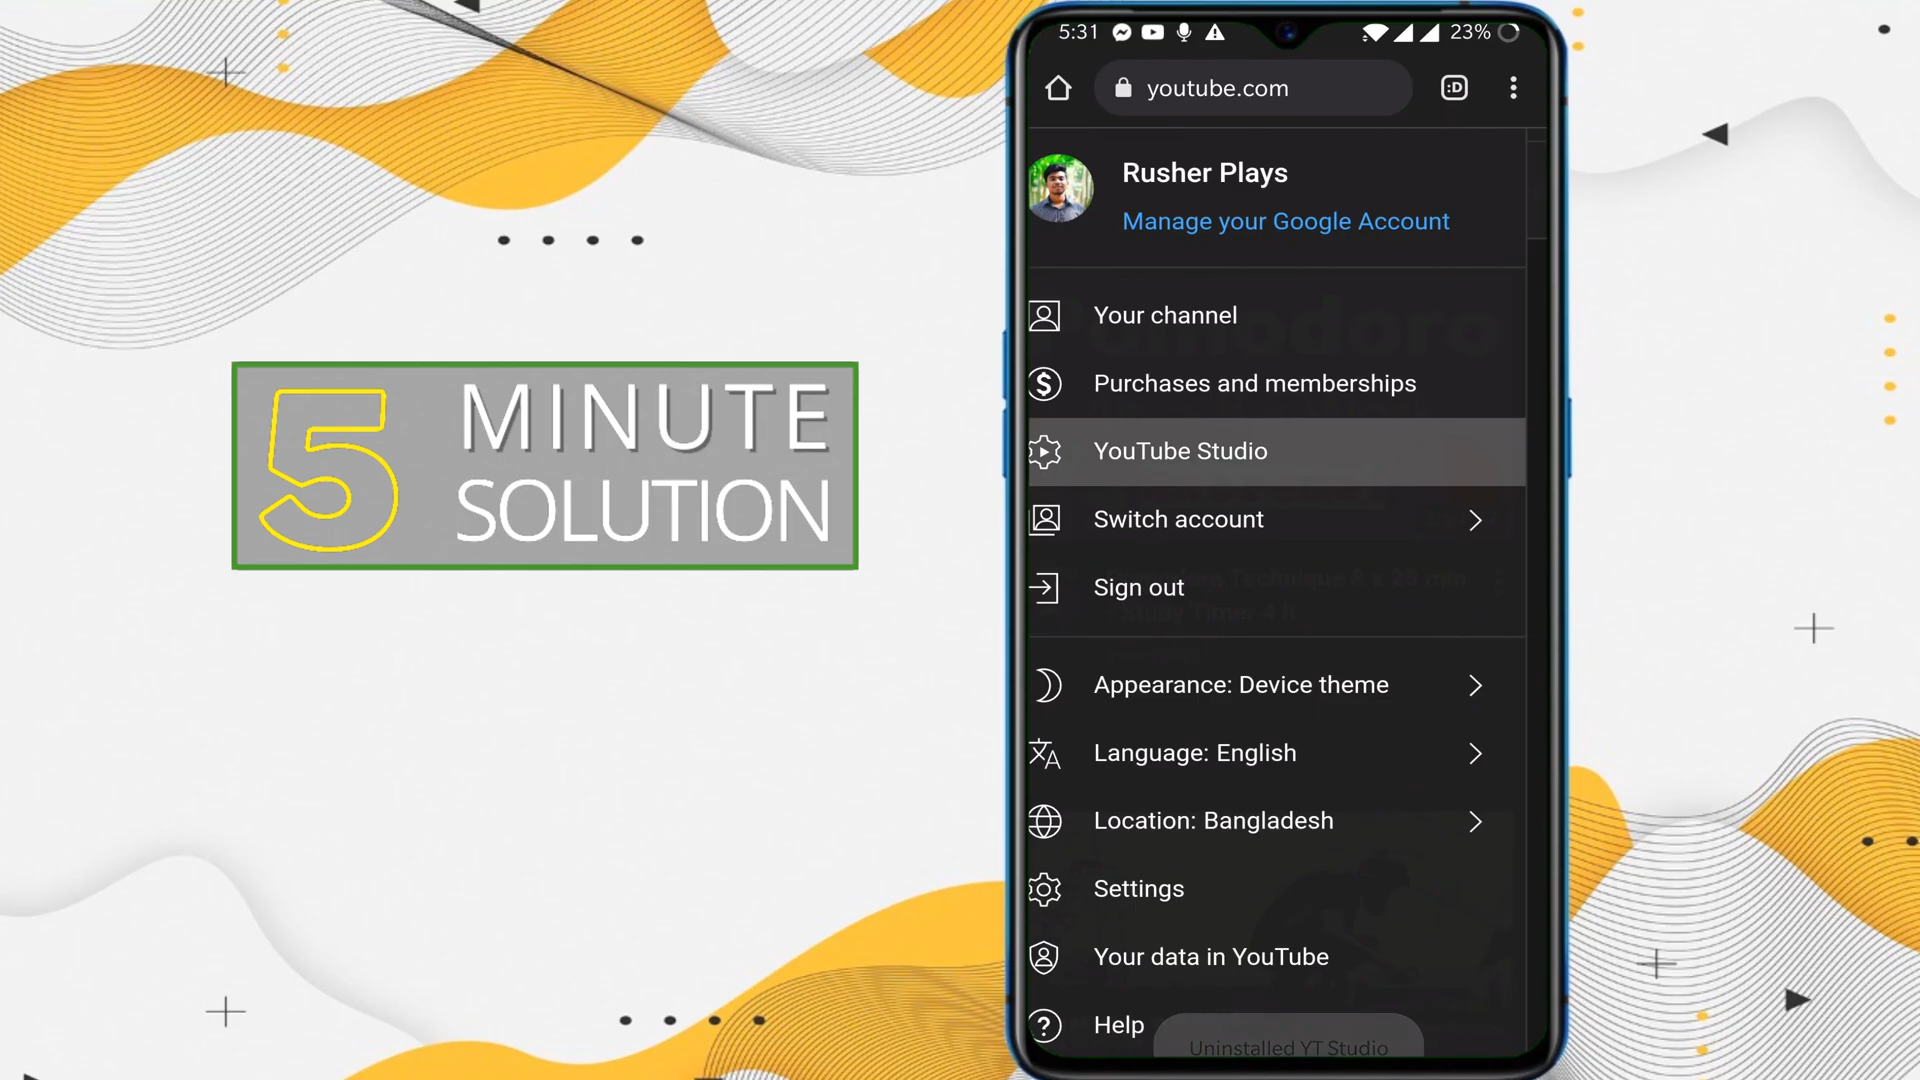 5 MINUTE
SOLUTION
5:31
23%
youtube.com
:D
Rusher Plays
Manage your Google Account
Your channel
Purchases and memberships
YouTube Studio
Switch account
Sign out
Appearance: Device theme
Language: English
Location: Bangladesh
Settings
Your data in YouTube
Help
Uninstalled YT Studio